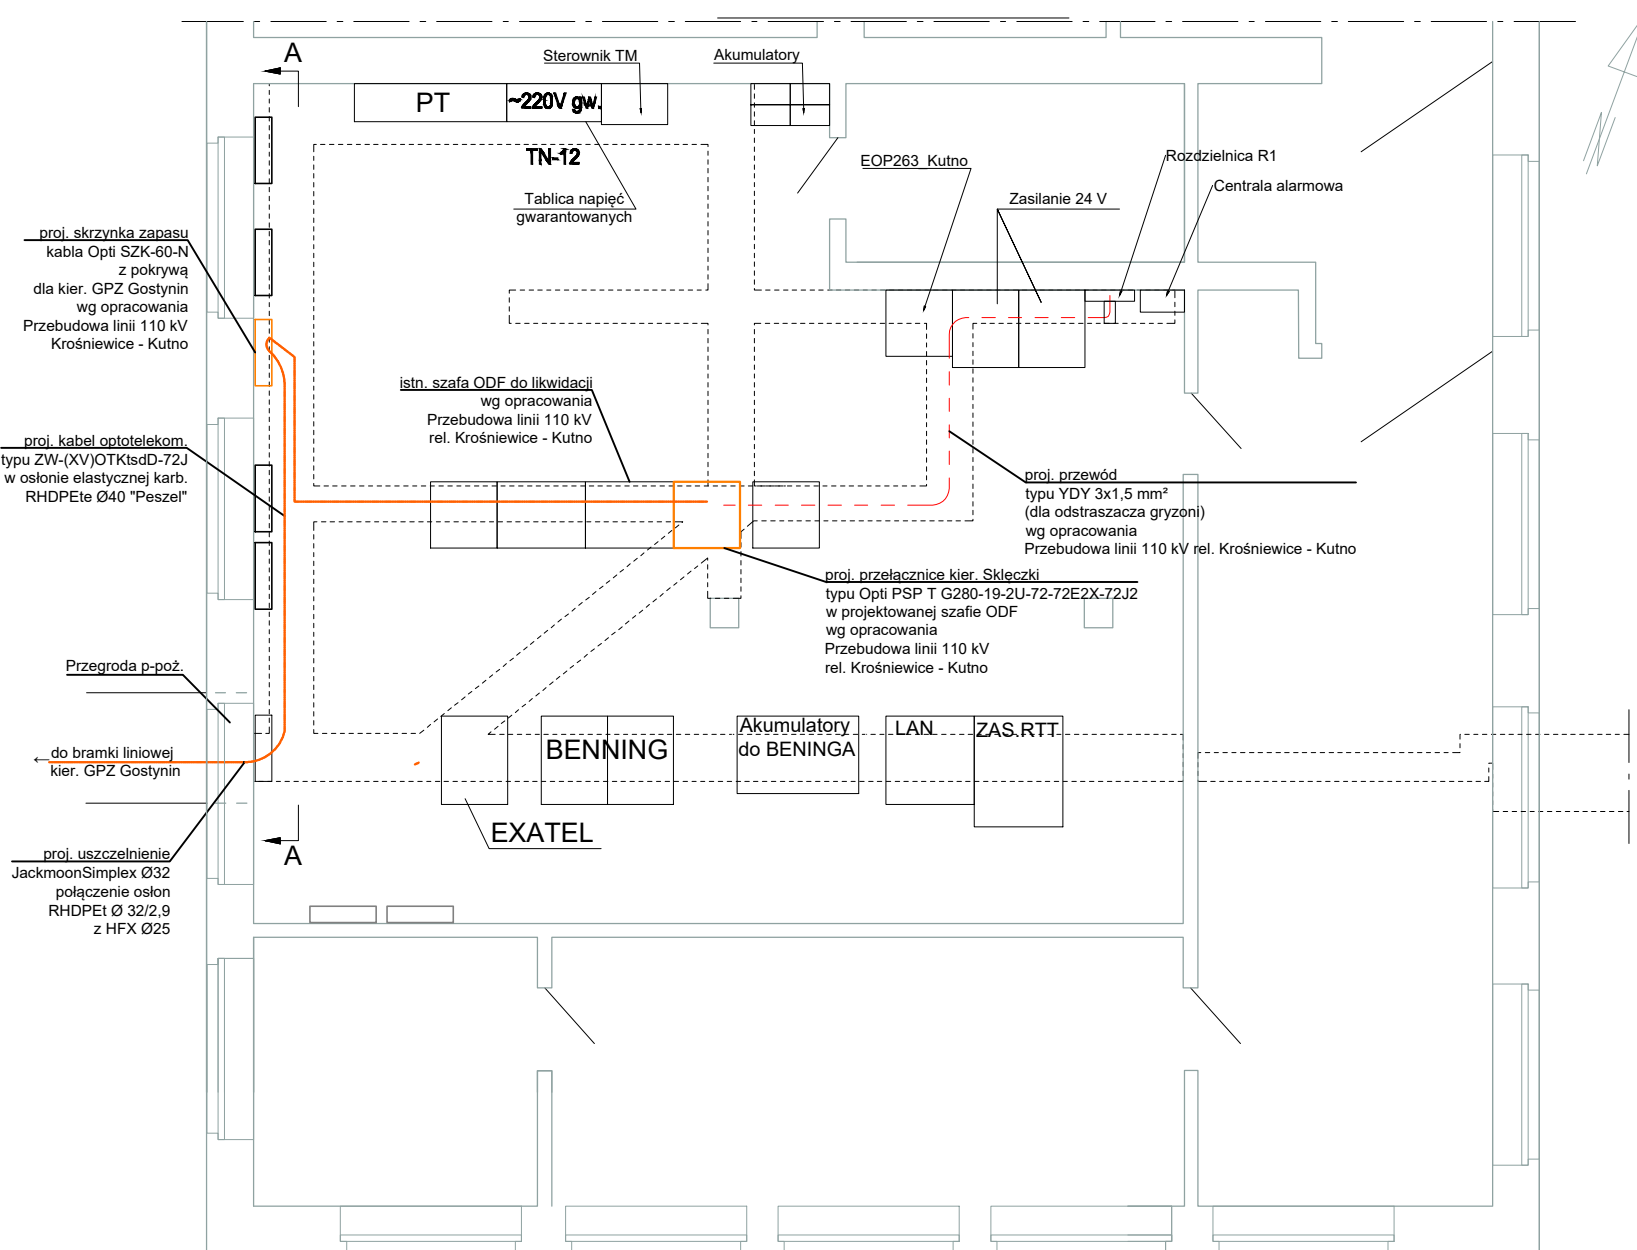 A
Sterownik TM
Akumulatory
PT
~220V gw.
TN-12
Tablica napięć
gwarantowanych
EOP263_Kutno
Rozdzielnica R1
Centrala alarmowa
Zasilanie 24 V
proj. skrzynka zapasu
kabla Opti SZK-60-N
z pokrywą
dla kier. GPZ Gostynin
wg opracowania
Przebudowa linii 110 kV
Krośniewice - Kutno
istn. szafa ODF do likwidacji
wg opracowania
Przebudowa linii 110 kV
rel. Krośniewice - Kutno
proj. kabel optotelekom.
typu ZW-(XV)OTKtsdD-72J
w osłonie elastycznej karb.
RHDPEte Ø40 "Peszel"
proj. przewód
typu YDY 3x1,5 mm²
(dla odstraszacza gryzoni)
wg opracowania
Przebudowa linii 110 kV rel. Krośniewice - Kutno
proj. przełącznice kier. Sklęczki
typu Opti PSP T G280-19-2U-72-72E2X-72J2
w projektowanej szafie ODF
wg opracowania
Przebudowa linii 110 kV
rel. Krośniewice - Kutno
Przegroda p-poż.
do bramki liniowej
kier. GPZ Gostynin
BENNING
Akumulatory
do BENINGA
LAN
ZAS.RTT
EXATEL
A
proj. uszczelnienie
JackmoonSimplex Ø32
połączenie osłon
RHDPEt Ø 32/2,9
z HFX Ø25